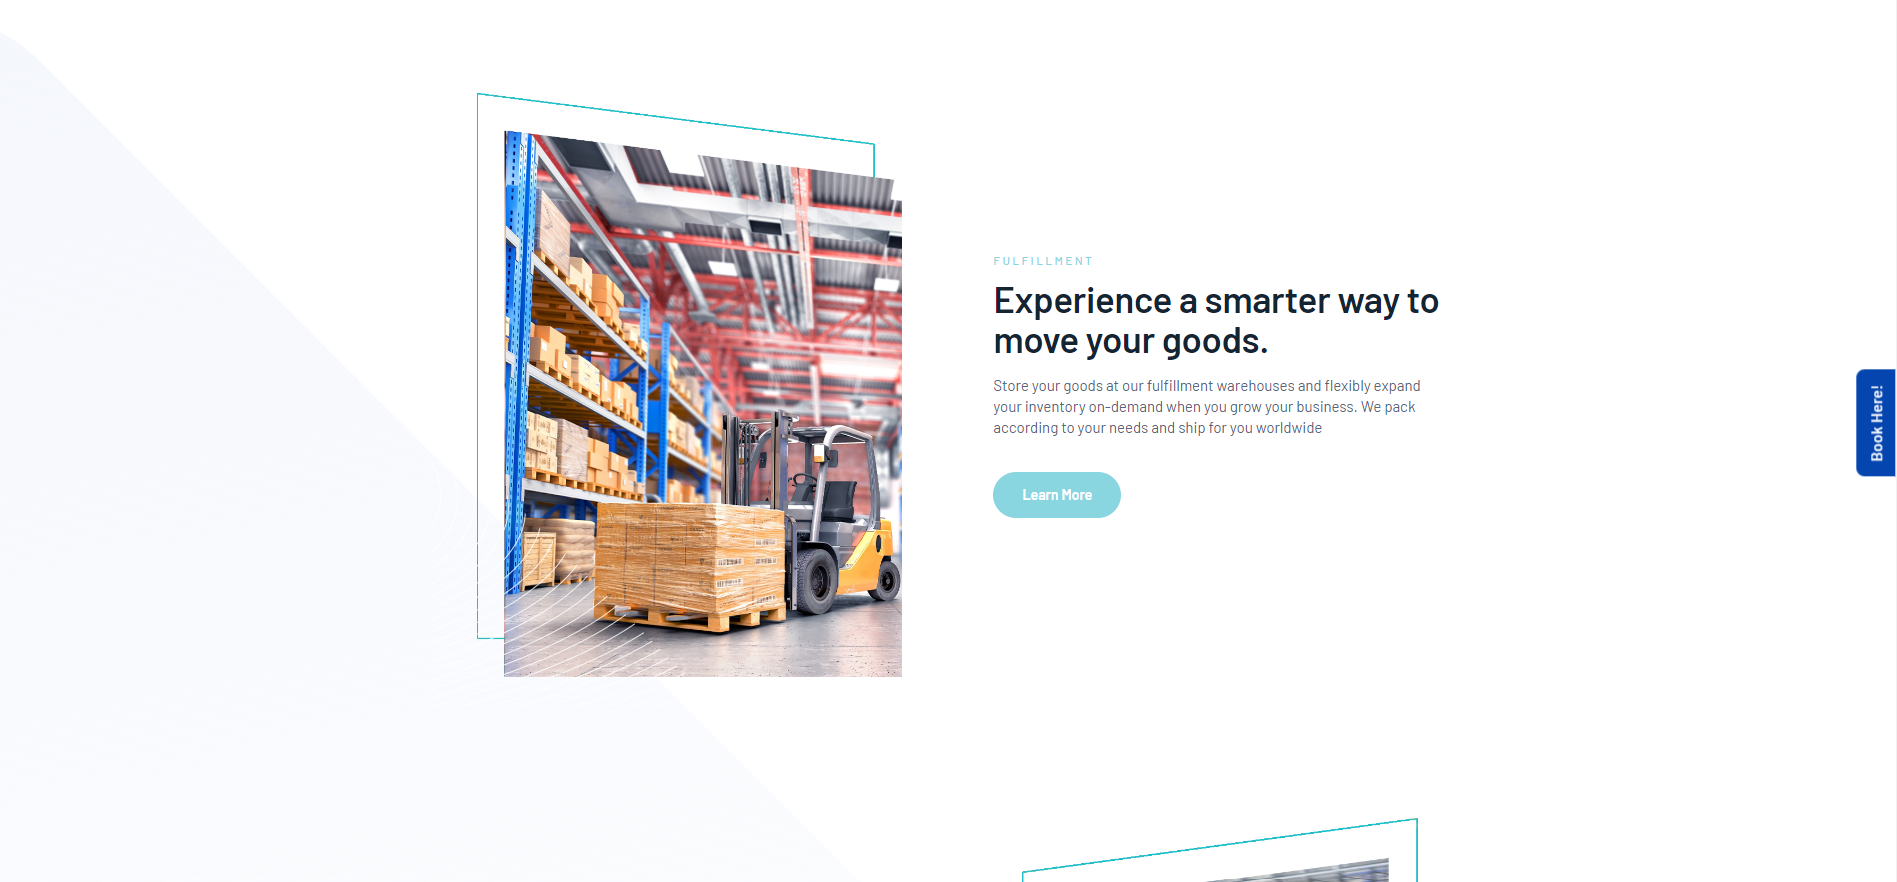 FULFILLMENT
Experience a smarter way to
move your goods.
Store your goods at our fulfillment warehouses and flexibly expand
your inventory on-demand when you grow your business. We pack
according to your needs and ship for you worldwide
Learn More
Book Here!